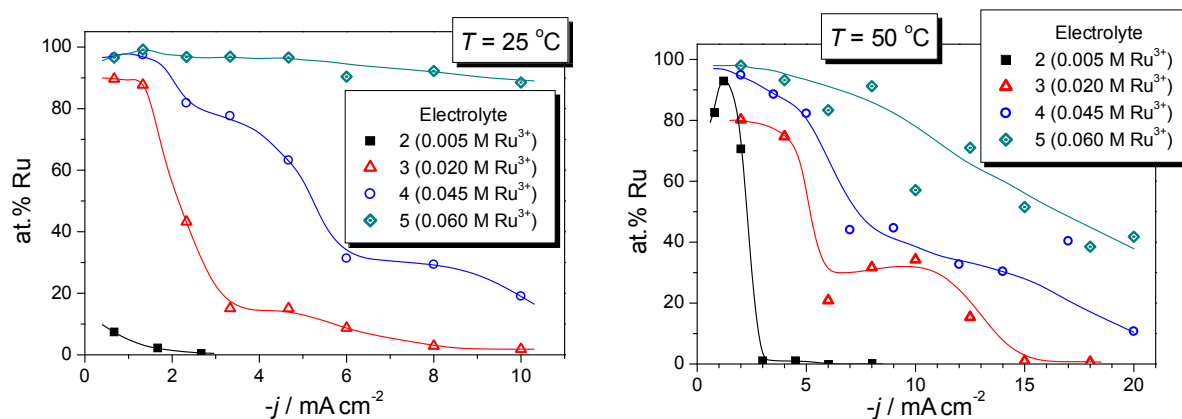 T = 25 °C
at.% Ru
100
80
60
40
20
0
Electrolyte
2 (0.005 M Ru³⁺)
3 (0.020 M Ru³⁺)
4 (0.045 M Ru³⁺)
5 (0.060 M Ru³⁺)
0 2 4 6 8 10
-j / mA cm⁻²
T = 50 °C
at.% Ru
100
80
60
40
20
0
Electrolyte
2 (0.005 M Ru³⁺)
3 (0.020 M Ru³⁺)
4 (0.045 M Ru³⁺)
5 (0.060 M Ru³⁺)
0 5 10 15 20
-j / mA cm⁻²